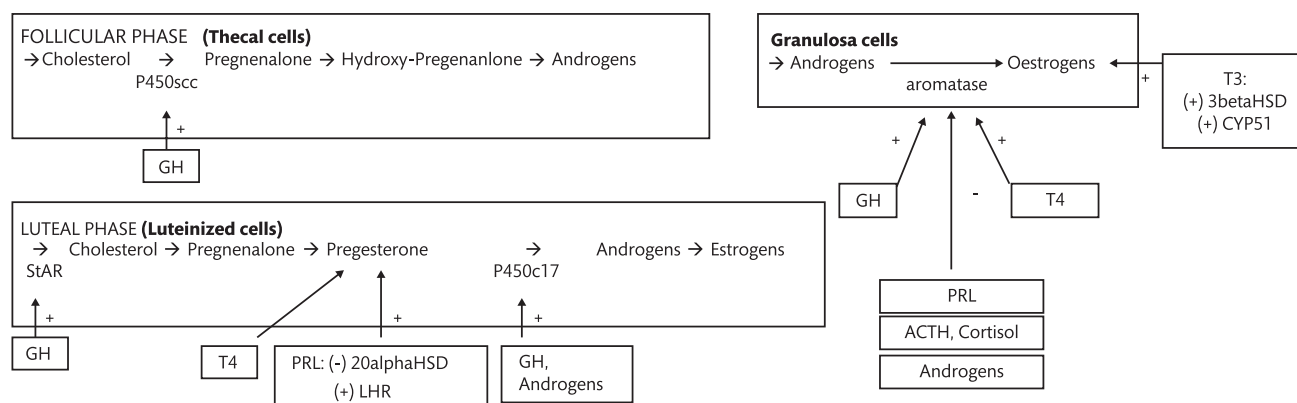 FOLLICULAR PHASE (Thecal cells)
→Cholesterol → Pregnenalone → Hydroxy-Pregenanlone → Androgens
P450scc
+
GH
Granulosa cells
→ Androgens → Oestrogens
aromatase
+
T3:
(+) 3betaHSD
(+) CYP51
+
+
GH
-
T4
PRL
ACTH, Cortisol
Androgens
LUTEAL PHASE (Luteinized cells)
→ Cholesterol → Pregnenalone → Pregesterone → Androgens → Estrogens
StAR
P450c17
+
+
+
GH
T4
PRL: (-) 20alphaHSD
(+) LHR
GH,
Androgens